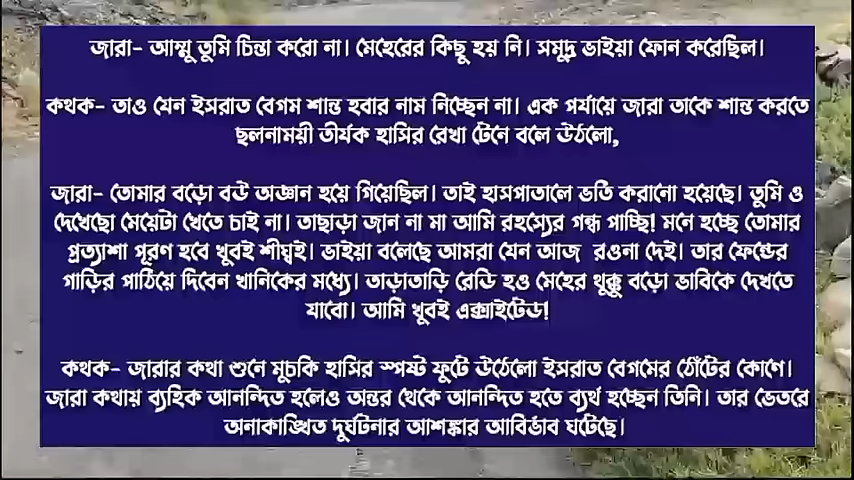 জারা- আম্মু তুমি চিন্তা করো না। মেহেরের কিছু হয় নি। সমুদ্র ভাইয়া ফোন করেছিল।
কথক- তাও যেন ইসরাত বেগম শান্ত হবার নাম নিচ্ছেন না। এক পর্যায়ে জারা তাকে শান্ত করতে
ছলনাময়ী তীর্যক হাসির রেখা টেনে বলে উঠলো,
জারা- তোমার বড়ো বউ অজ্ঞান হয়ে গিয়েছিল। তাই হাসপাতালে ভর্তি করানো হয়েছে। তুমি ও
দেখেছো মেয়েটা খেতে চাই না। তাছাড়া জান না মা আমি রহস্যের গন্ধ পাচ্ছি! মনে হচ্ছে তোমার
প্রত্যাশা পূরণ হবে খুবই শীঘ্রই। ভাইয়া বলেছে আমরা যেন আজ রওনা দেই। তার ফেন্ডের
গাড়ির পাঠিয়ে দিবেন খানিকের মধ্যে। তাড়াতাড়ি রেডি হও মেহের থুক্কু বড়ো ভাবিকে দেখতে
যাবো। আমি খুবই এক্সাইটেড!
কথক- জারার কথা শুনে মুচকি হাসির স্পষ্ট ফুটে উঠেলো ইসরাত বেগমের ঠোঁটের কোণে।
জারা কথায় ব্যহিক আনন্দিত হলেও অন্তর থেকে আনন্দিত হতে ব্যর্থ হচ্ছেন তিনি। তার ভেতরে
অনাকাঙ্খিত দুর্ঘটনার আশঙ্কার আবির্ভাব ঘটেছে।